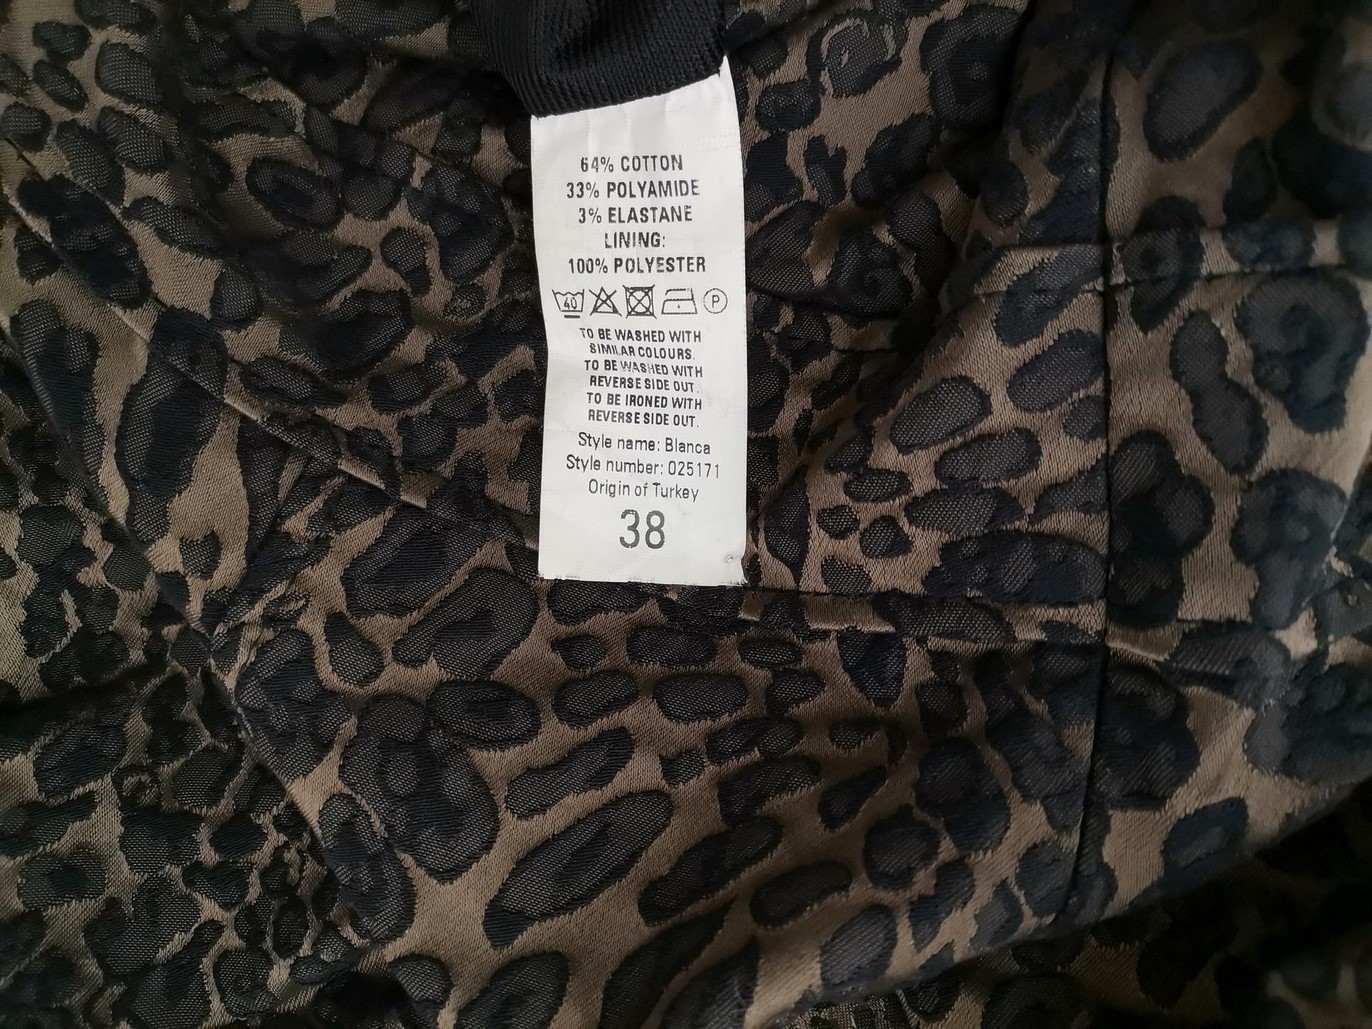 64% COTTON
33% POLYAMIDE
3% ELASTANE
LINING:
100% POLYESTER
40 P
TO BE WASHED WITH
SIMILAR COLOURS.
TO BE WASHED WITH
REVERSE SIDE OUT.
TO BE IRONED WITH
REVERSE SIDE OUT.
Style name: Blanca
Style number: 025171
Origin of Turkey
38